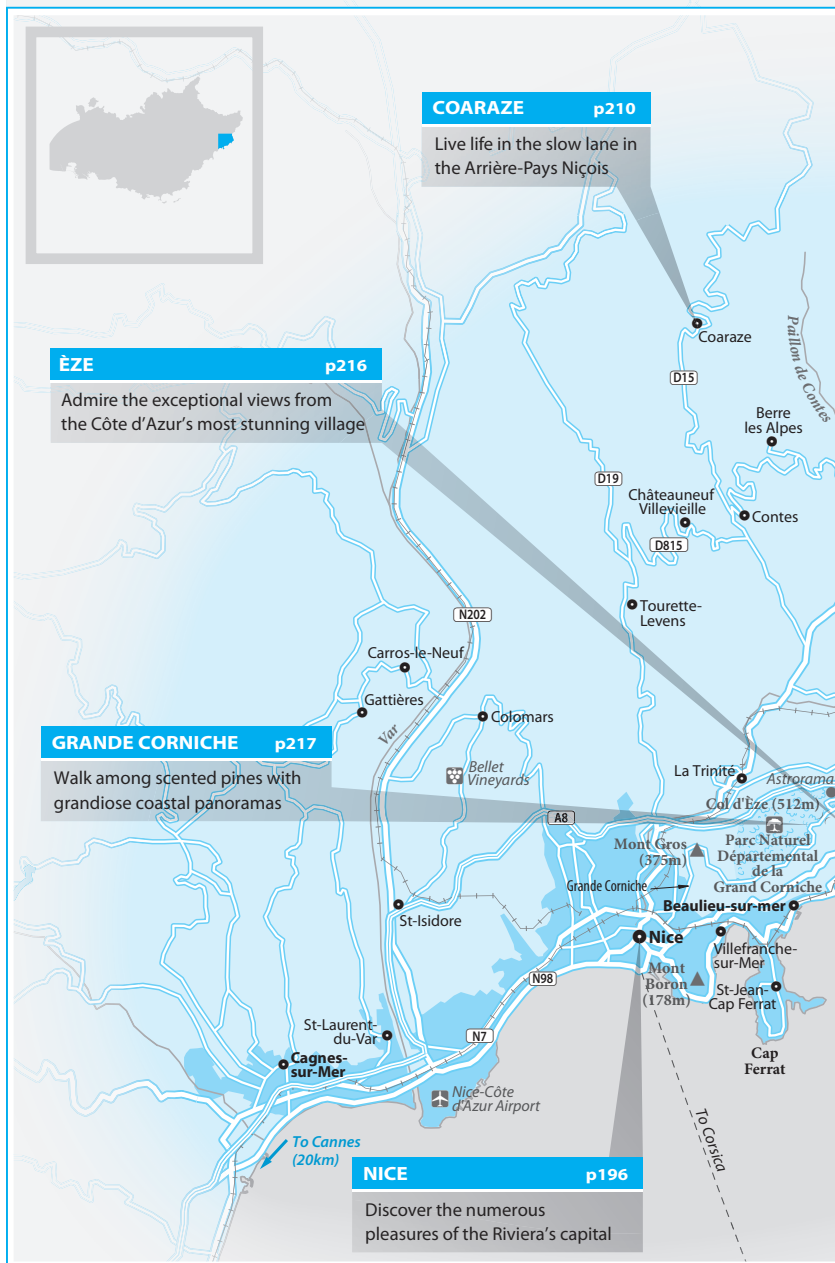 COARAZE p210
Live life in the slow lane in
the Arrière-Pays Niçois
Coaraze
Paillon de Contes
D15
ÈZE p216
Admire the exceptional views from
the Côte d'Azur's most stunning village
Berre
les Alpes
D19
Châteauneuf
Villevieille
Contes
D815
Tourette-
Levens
N202
Carros-le-Neuf
Gattières
Var
Colomars
GRANDE CORNICHE p217
Walk among scented pines with
grandiose coastal panoramas
Bellet
Vineyards
La Trinité
Astrorama
Col d'Èze (512m)
A8
Mont Gros
(375m)
Parc Naturel
Départemental
de la
Grand Corniche
Grande Corniche
Beaulieu-sur-mer
St-Isidore
Nice
Villefranche-
sur-Mer
Mont
Boron
(178m)
St-Jean-
Cap Ferrat
N98
St-Laurent-
du-Var
N7
Cagnes-
sur-Mer
Cap
Ferrat
Nice-Côte
d'Azur Airport
To Cannes
(20km)
To Corsica
NICE p196
Discover the numerous
pleasures of the Riviera's capital